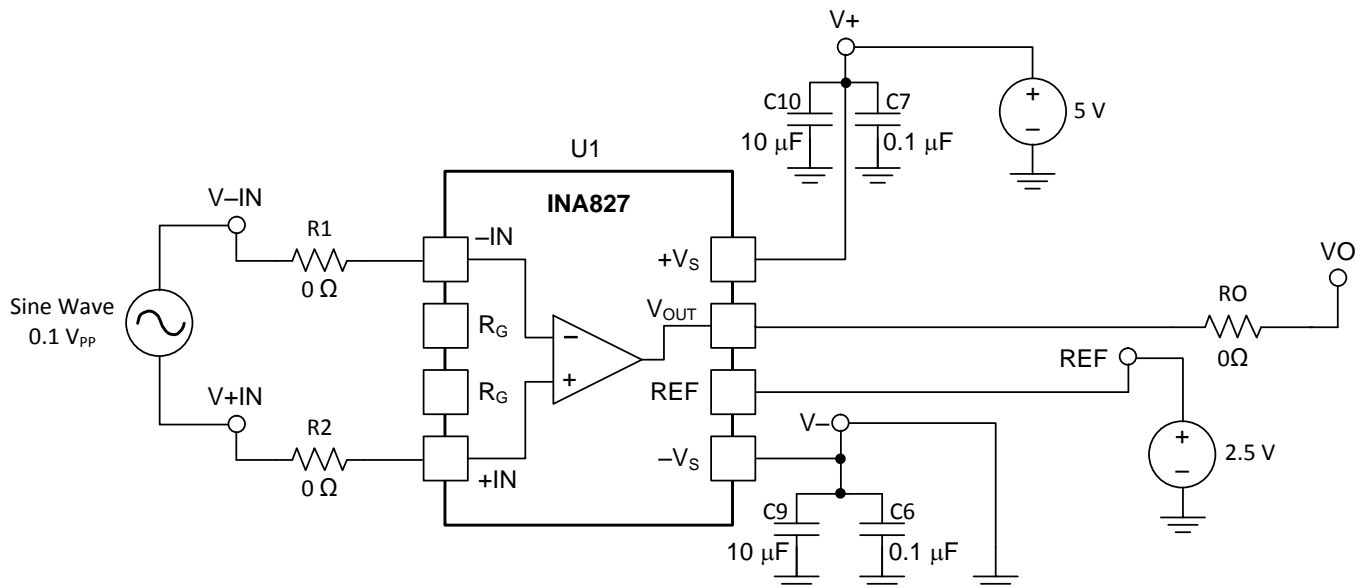 V+
C10
C7
10 μF
0.1 μF
+
−
5 V
U1
INA827
V–IN
R1
0 Ω
–IN
+VS
Sine Wave
0.1 VPP
RG
VOUT
−
+
RO
0Ω
VO
RG
REF
REF
V+IN
R2
0 Ω
+IN
–VS
V–
+
−
2.5 V
C9
C6
10 μF
0.1 μF